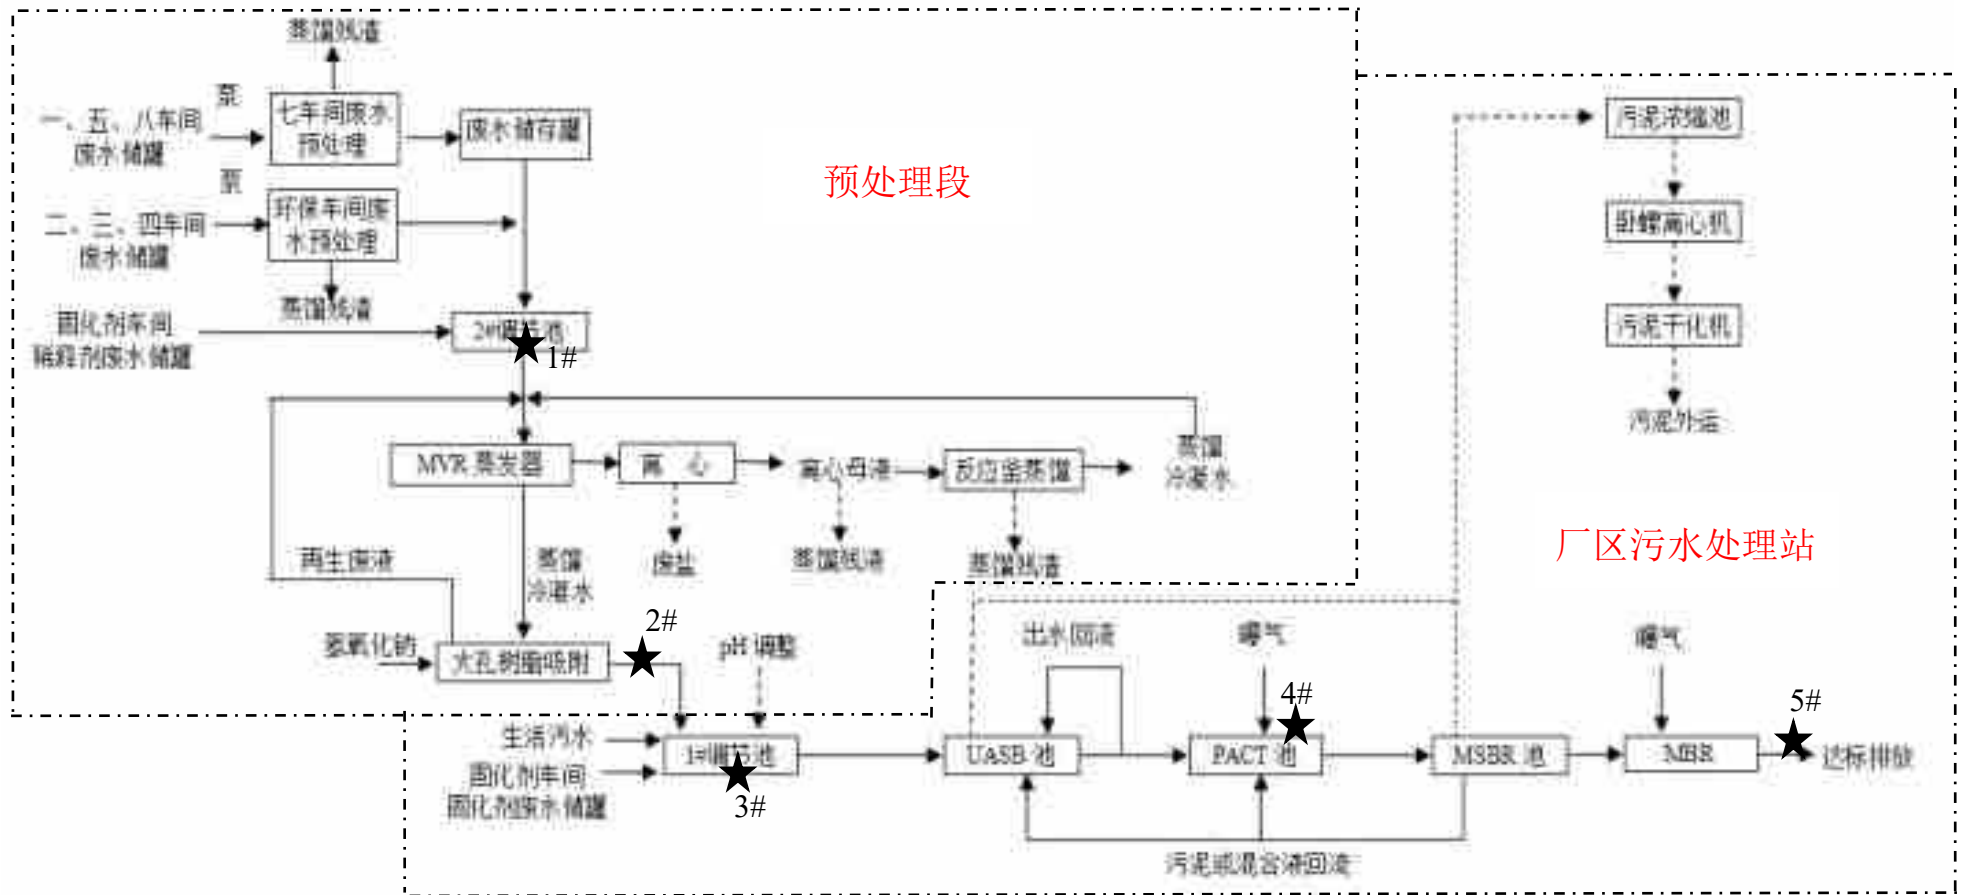 蒸馏残渣
泵
一、五、八车间
废水储罐
七车间废水
预处理
废水储存罐
泵
二、三、四车间
废水储罐
环保车间废
水预处理
蒸馏残渣
固化剂车间
稀释剂废水储罐
2#调节池
1#
预处理段
MVR 蒸发器
离 心
离心母液
反应釜蒸馏
蒸馏
冷凝水
再生废液
蒸馏
冷凝水
废盐
蒸馏残液
蒸馏残渣
氢氧化钠
大孔树脂吸附
2#
pH 调整
生活污水
固化剂车间
固化剂废水储罐
1#调节池
3#
出水回流
曝气
4#
曝气
5#
UASB 池
PACT 池
MSBR 池
MBR
达标排放
污泥或混合液回流
污泥浓缩池
卧螺离心机
污泥干化机
污泥外运
厂区污水处理站